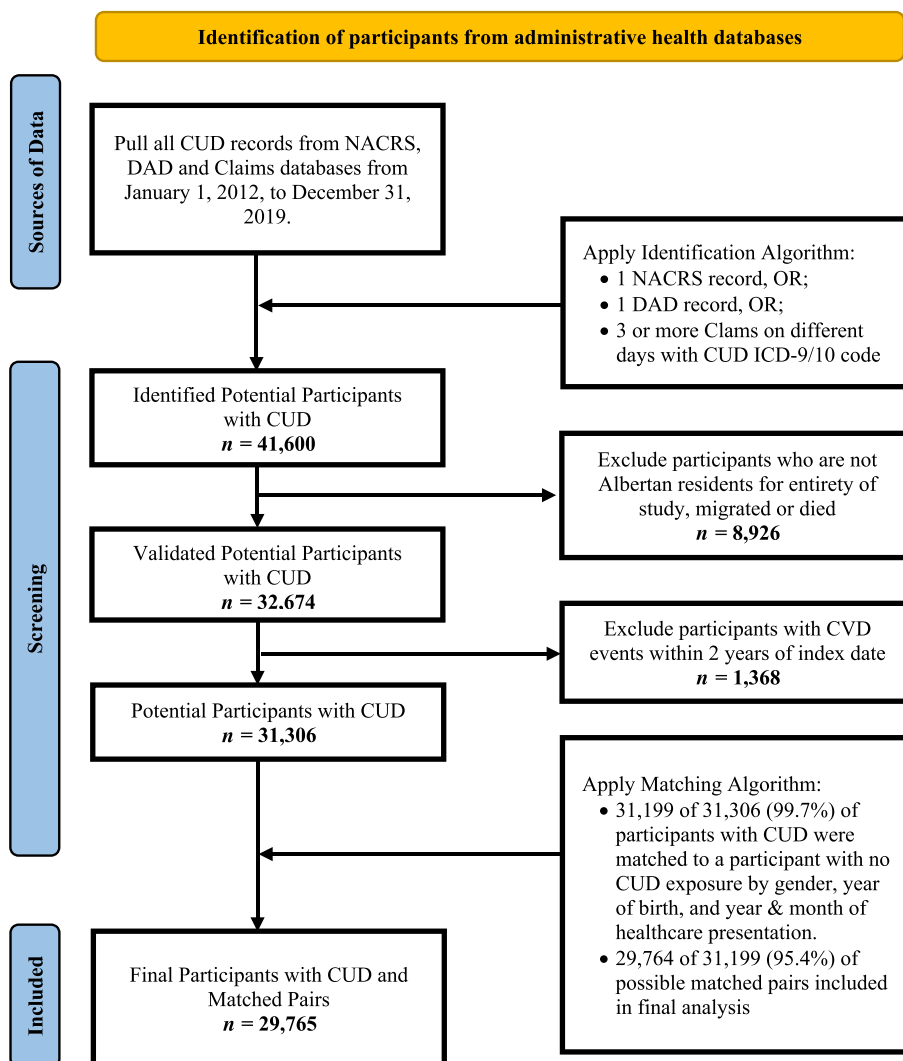 Identification of participants from administrative health databases
Sources of Data
Pull all CUD records from NACRS,
DAD and Claims databases from
January 1, 2012, to December 31,
2019.
Apply Identification Algorithm:
• 1 NACRS record, OR;
• 1 DAD record, OR;
• 3 or more Clams on different
days with CUD ICD-9/10 code
Screening
Identified Potential Participants
with CUD
n = 41,600
Exclude participants who are not
Albertan residents for entirety of
study, migrated or died
n = 8,926
Validated Potential Participants
with CUD
n = 32,674
Exclude participants with CVD
events within 2 years of index date
n = 1,368
Potential Participants with CUD
n = 31,306
Apply Matching Algorithm:
• 31,199 of 31,306 (99.7%) of
participants with CUD were
matched to a participant with no
CUD exposure by gender, year
of birth, and year & month of
healthcare presentation.
• 29,764 of 31,199 (95.4%) of
possible matched pairs included
in final analysis
Included
Final Participants with CUD and
Matched Pairs
n = 29,765